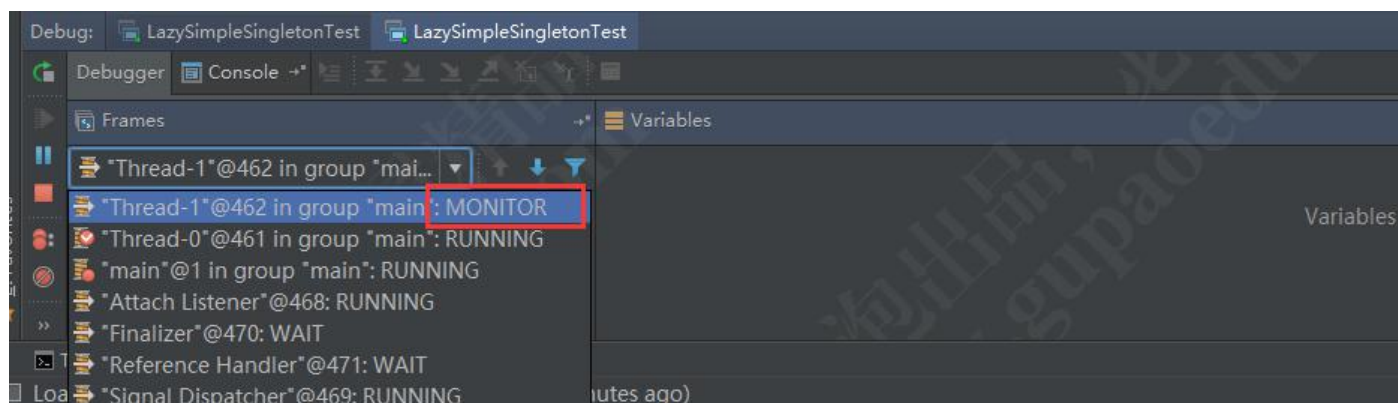 Debug: LazySimpleSingletonTest LazySimpleSingletonTest
Debugger Console
Frames Variables
"Thread-1"@462 in group "mai...
"Thread-1"@462 in group "main": MONITOR
Variables
"Thread-0"@461 in group "main": RUNNING
"main"@1 in group "main": RUNNING
"Attach Listener"@468: RUNNING
"Finalizer"@470: WAIT
"Reference Handler"@471: WAIT
Loa "Signal Dispatcher"@469: RUNNING utes ago)